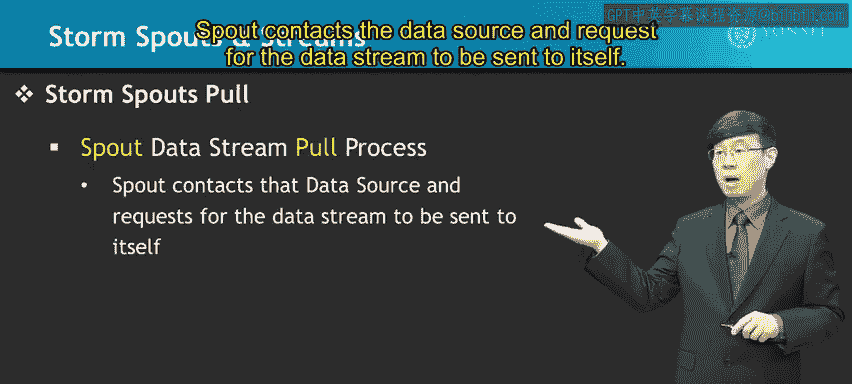 Spout contacts the data source and request
for the data stream to be sent to itself.
Storm Spouts & Streams
YONSEI
❖ Storm Spouts Pull
▪ Spout Data Stream Pull Process
• Spout contacts that Data Source and
requests for the data stream to be sent to
itself